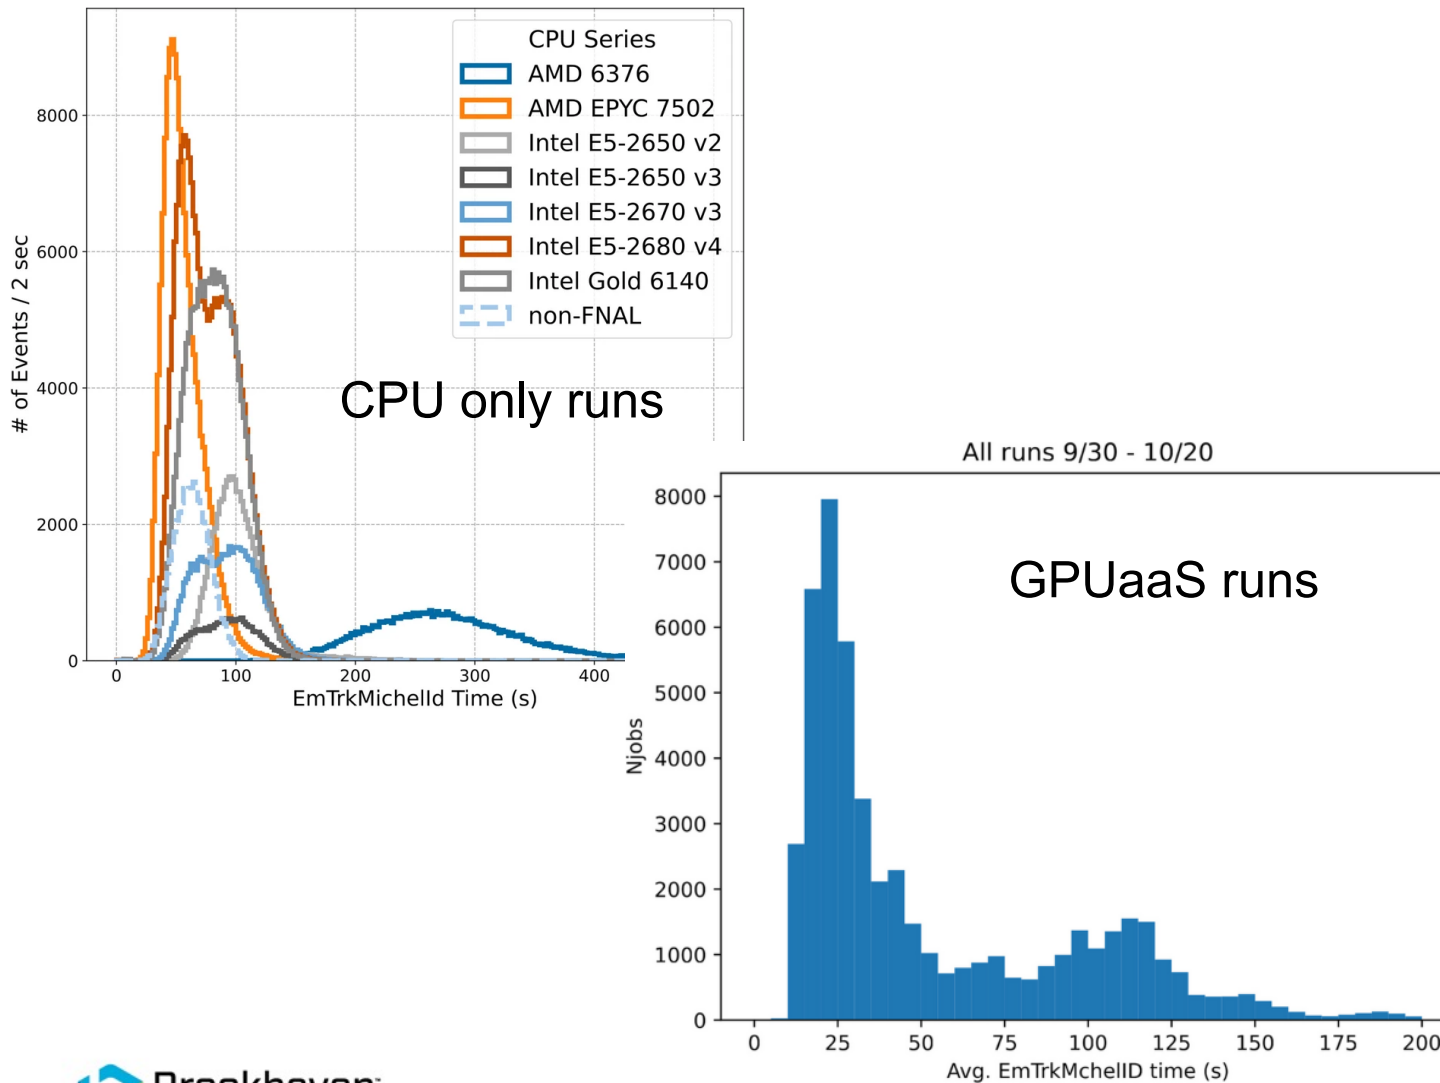 CPU Series
AMD 6376
AMD EPYC 7502
Intel E5-2650 v2
Intel E5-2650 v3
Intel E5-2670 v3
Intel E5-2680 v4
Intel Gold 6140
non-FNAL
8000
6000
4000
2000
0
# of Events / 2 sec
CPU only runs
0 100 200 300 400
EmTrkMichelId Time (s)
All runs 9/30 - 10/20
8000
7000
6000
5000
4000
3000
2000
1000
0
Njobs
GPUaaS runs
0 25 50 75 100 125 150 175 200
Avg. EmTrkMchelID time (s)
Brookhaven™